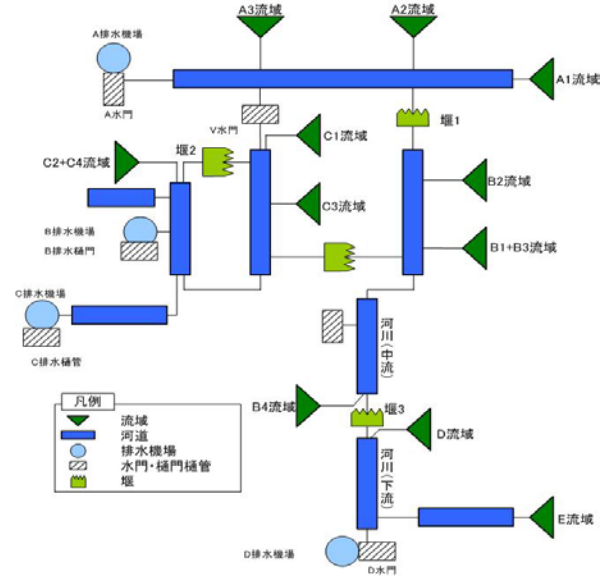 A3流域
A2流域
A排水機場
A1流域
A水門
V水門
堰1
堰2
C1流域
C2+C4流域
B2流域
C3流域
B排水機場
B排水樋門
B1+B3流域
C排水機場
C排水樋管
河川(中流)
凡例
流域
河道
排水機場
水門・樋門樋管
堰
B4流域
堰3
D流域
河川(下流)
E流域
D排水機場
D水門